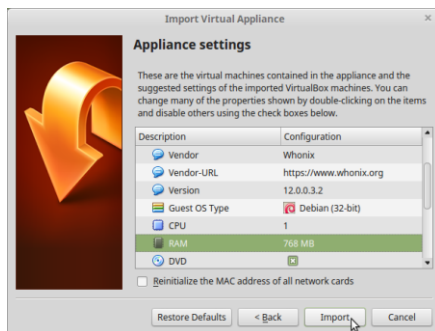 Import Virtual Appliance
Appliance settings
These are the virtual machines contained in the appliance and the
suggested settings of the imported VirtualBox machines. You can
change many of the properties shown by double-clicking on the items
and disable others using the check boxes below.
Description Configuration
Vendor Whonix
Vendor-URL https://www.whonix.org
Version 12.0.0.3.2
Guest OS Type Debian (32-bit)
CPU 1
RAM 768 MB
DVD
Reinitialize the MAC address of all network cards
Restore Defaults < Back Import Cancel